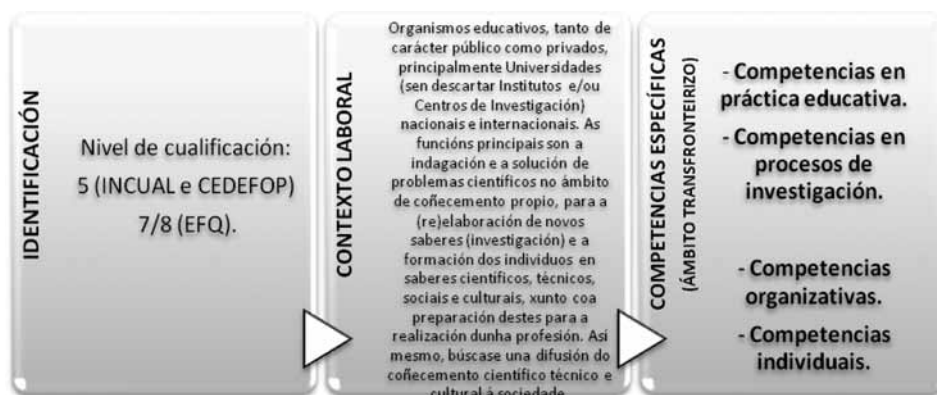 IDENTIFICACIÓN
Nivel de cualificación:
5 (INCUAL e CEDEFOP)
7/8 (EFQ).
CONTEXTO LABORAL
Organismos educativos, tanto de
carácter público como privados,
principalmente Universidades
(sen descartar Institutos e/ou
Centros de Investigación)
nacionais e internacionais. As
funcións principais son a
indagación e a solución de
problemas científicos no ámbito
de coñecemento propio, para a
(re)elaboración de novos
saberes (investigación) e a
formación dos individuos en
saberes científicos, técnicos,
sociais e culturais, xunto coa
preparación destes para a
realización dunha profesión. Así
mesmo, búscase una difusión do
coñecemento científico técnico e
cultural á sociedade
COMPETENCIAS ESPECÍFICAS
(ÁMBITO TRANSFRONTEIRIZO)
- Competencias en
práctica educativa.
- Competencias en
procesos de
investigación.
- Competencias
organizativas.
- Competencias
individuais.